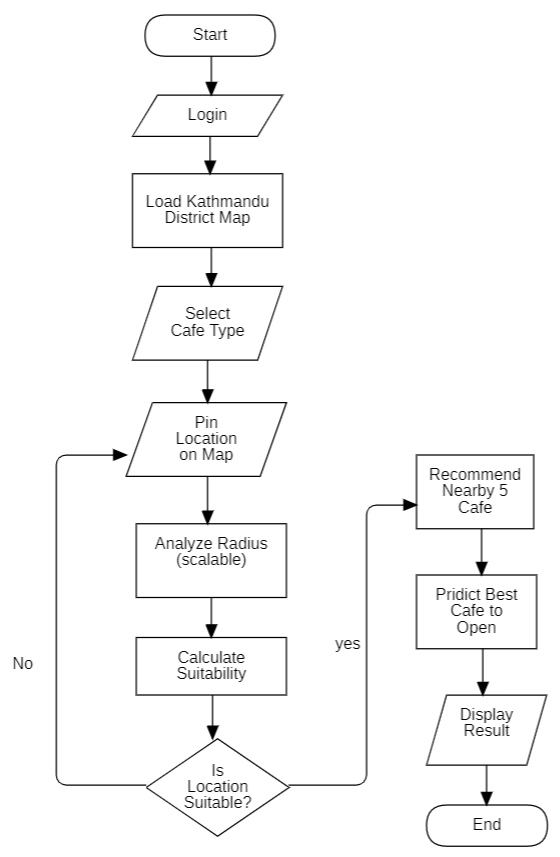 Start
Login
Load Kathmandu
District Map
Select
Cafe Type
Pin
Location
on Map
Analyze Radius
(scalable)
Calculate
Suitability
Is
Location
Suitable?
No
yes
Recommend
Nearby 5
Cafe
Pridict Best
Cafe to
Open
Display
Result
End